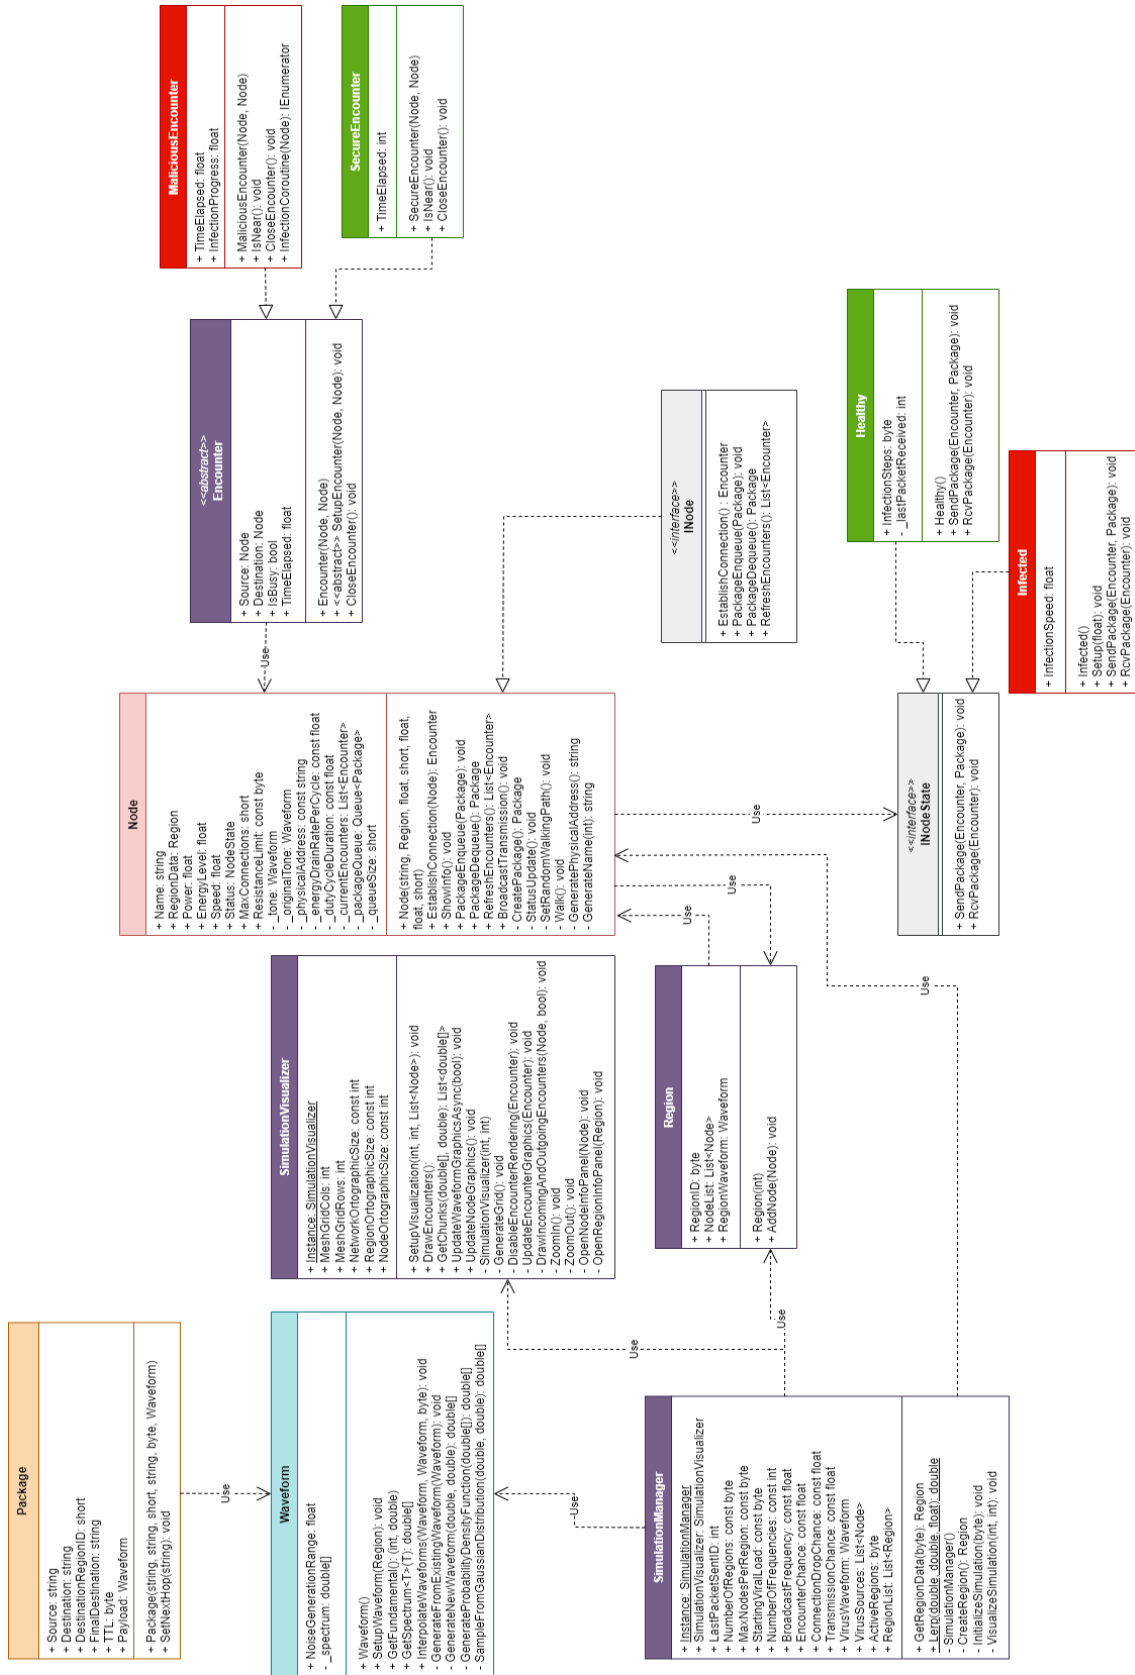 Package
+ Source: string
+ Destination: string
+ DestinationRegionID: short
+ FinalDestination: string
+ TTL: byte
+ Payload: Waveform
+ Package(string, string, short, string, byte, Waveform)
+ SetNextHop(string): void
Use
Waveform
+ NoiseGenerationRange: float
- _spectrum: double[]
+ Waveform()
+ SetupWaveform(Region): void
+ GetFundamental(): (int, double)
+ GetSpectrum<T>(T): double[]
+ InterpolateWaveforms(Waveform, Waveform, byte): void
- GenerateFromExistingWaveform(Waveform): void
- GenerateNewWaveform(double, double): double[]
- GenerateProbabilityDensityFunction(double[]): double[]
- SampleFromGaussianDistribution(double, double): double[]
Use
SimulationManager
+ Instance: SimulationManager
+ SimulationVisualizer: SimulationVisualizer
+ LastPacketSentID: int
+ NumberOfRegions: const byte
+ MaxNodesPerRegion: const byte
+ StartingViralLoad: const byte
+ NumberOfFrequencies: const int
+ BroadcastFrequency: const float
+ EncounterChance: const float
+ ConnectionDropChance: const float
+ TransmissionChance: const float
+ VirusWaveform: Waveform
+ VirusSources: List<Node>
+ ActiveRegions: byte
+ RegionList: List<Region>
+ GetRegionData(byte): Region
+ Lerp(double, double, float): double
- SimulationManager()
- CreateRegion(): Region
- InitializeSimulation(byte): void
- VisualizeSimulation(int, int): void
Use
Use
Use
SimulationVisualizer
+ Instance: SimulationVisualizer
+ MeshGridCols: int
+ MeshGridRows: int
+ NetworkOrtographicSize: const int
+ RegionOrtographicSize: const int
+ NodeOrtographicSize: const int
+ SetupVisualization(int, int, List<Node>): void
+ DrawEncounters():
+ GetChunks(double[], double): List<double[]>
+ UpdateWaveformGraphicsAsync(bool): void
+ UpdateNodeGraphics(): void
- SimulationVisualizer(int, int)
- GenerateGrid(): void
- DisableEncounterRendering(Encounter): void
- UpdateEncounterGraphics(Encounter): void
- DrawIncomingAndOutgoingEncounters(Node, bool): void
- ZoomIn(): void
- ZoomOut(): void
- OpenNodeInfoPanel(Node): void
- OpenRegionInfoPanel(Region): void
Region
+ RegionID: byte
+ NodeList: List<Node>
+ RegionWaveform: Waveform
+ Region(int)
+ AddNode(Node): void
Use
Use
Node
+ Name: string
+ RegionData: Region
+ Power: float
+ EnergyLevel: float
+ Speed: float
+ Status: NodeState
+ MaxConnections: short
+ ResistanceLimit: const byte
- _tone: Waveform
- _originalTone: Waveform
- _physicalAddress: const string
- _energyDrainRatePerCycle: const float
- _dutyCycleDuration: const float
- _currentEncounters: List<Encounter>
- _packageQueue: Queue<Package>
- _queueSize: short
+ Node(string, Region, float, short, float,
float, short)
+ EstablishConnection(Node): Encounter
+ ShowInfo(): void
+ PackageEnqueue(Package): void
+ PackageDequeue(): Package
+ RefreshEncounters(): List<Encounter>
+ BroadcastTransmission(): void
- CreatePackage(): Package
- StatusUpdate(): void
- SetRandomWalkingPath(): void
- Walk(): void
- GeneratePhysicalAddress(): string
- GenerateName(int): string
Use
Use
<<abstract>>
Encounter
+ Source: Node
+ Destination: Node
+ IsBusy: bool
+ TimeElapsed: float
+ Encounter(Node, Node)
+ <<abstract>> SetupEncounter(Node, Node): void
+ CloseEncounter(): void
MaliciousEncounter
+ TimeElapsed: float
+ InfectionProgress: float
+ MaliciousEncounter(Node, Node)
+ IsNear(): void
+ CloseEncounter(): void
+ InfectionCoroutine(Node): IEnumerator
SecureEncounter
+ TimeElapsed: int
+ SecureEncounter(Node, Node)
+ IsNear(): void
+ CloseEncounter(): void
<<interface>>
INode
+ EstablishConnection() : Encounter
+ PackageEnqueue(Package): void
+ PackageDequeue(): Package
+ RefreshEncounters(): List<Encounter>
<<interface>>
INodeState
+ SendPackage(Encounter, Package): void
+ RcvPackage(Encounter): void
Healthy
+ InfectionSteps: byte
- _lastPacketReceived: int
+ Healthy()
+ SendPackage(Encounter, Package): void
+ RcvPackage(Encounter): void
Infected
+ InfectionSpeed: float
+ Infected()
+ Setup(float): void
+ SendPackage(Encounter, Package): void
+ RcvPackage(Encounter): void